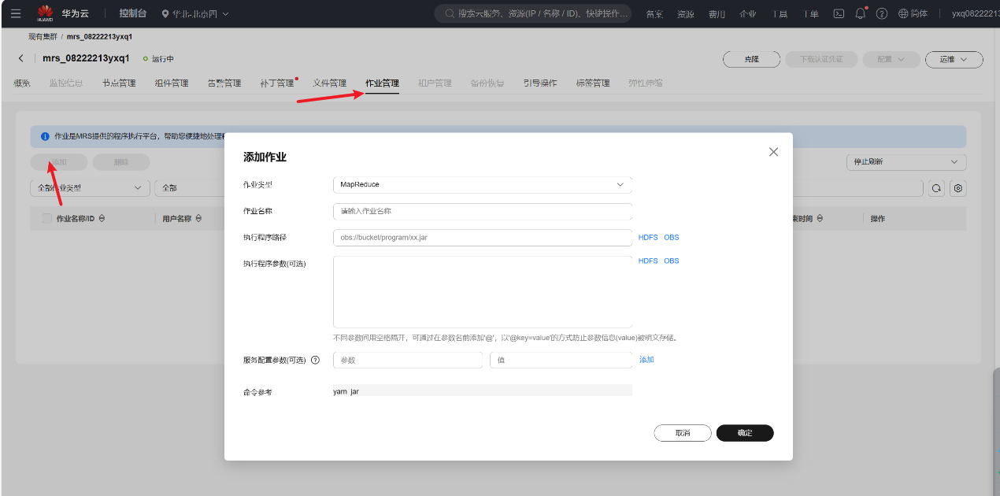 HUAWEI 华为云 控制台 华北-北京四 搜索云服务、资源(IP / 名称 / ID)、快捷操作… 备案 资源 费用 企业 工具 工单 简体 yxq08222213
现有集群 / mrs_08222213yxq1
mrs_08222213yxq1 运行中 克隆 下载认证凭证 配置 运维
概览 监控信息 节点管理 组件管理 告警管理 补丁管理 文件管理 作业管理 租户管理 备份恢复 引导操作 标签管理 弹性伸缩
作业是MRS提供的程序执行平台，帮助您便捷地处理
添加 删除 停止刷新
全部作业类型 全部
作业名称/ID 用户名称 束时间 操作
添加作业
作业类型 MapReduce
作业名称 请输入作业名称
执行程序路径 obs://bucket/program/xx.jar HDFS OBS
执行程序参数(可选) HDFS OBS
不同参数间用空格隔开，可通过在参数名前添加'@'，以'@key=value'的方式防止参数信息(value)被明文存储。
服务配置参数(可选) 参数 值 添加
命令参考 yarn jar
取消 确定